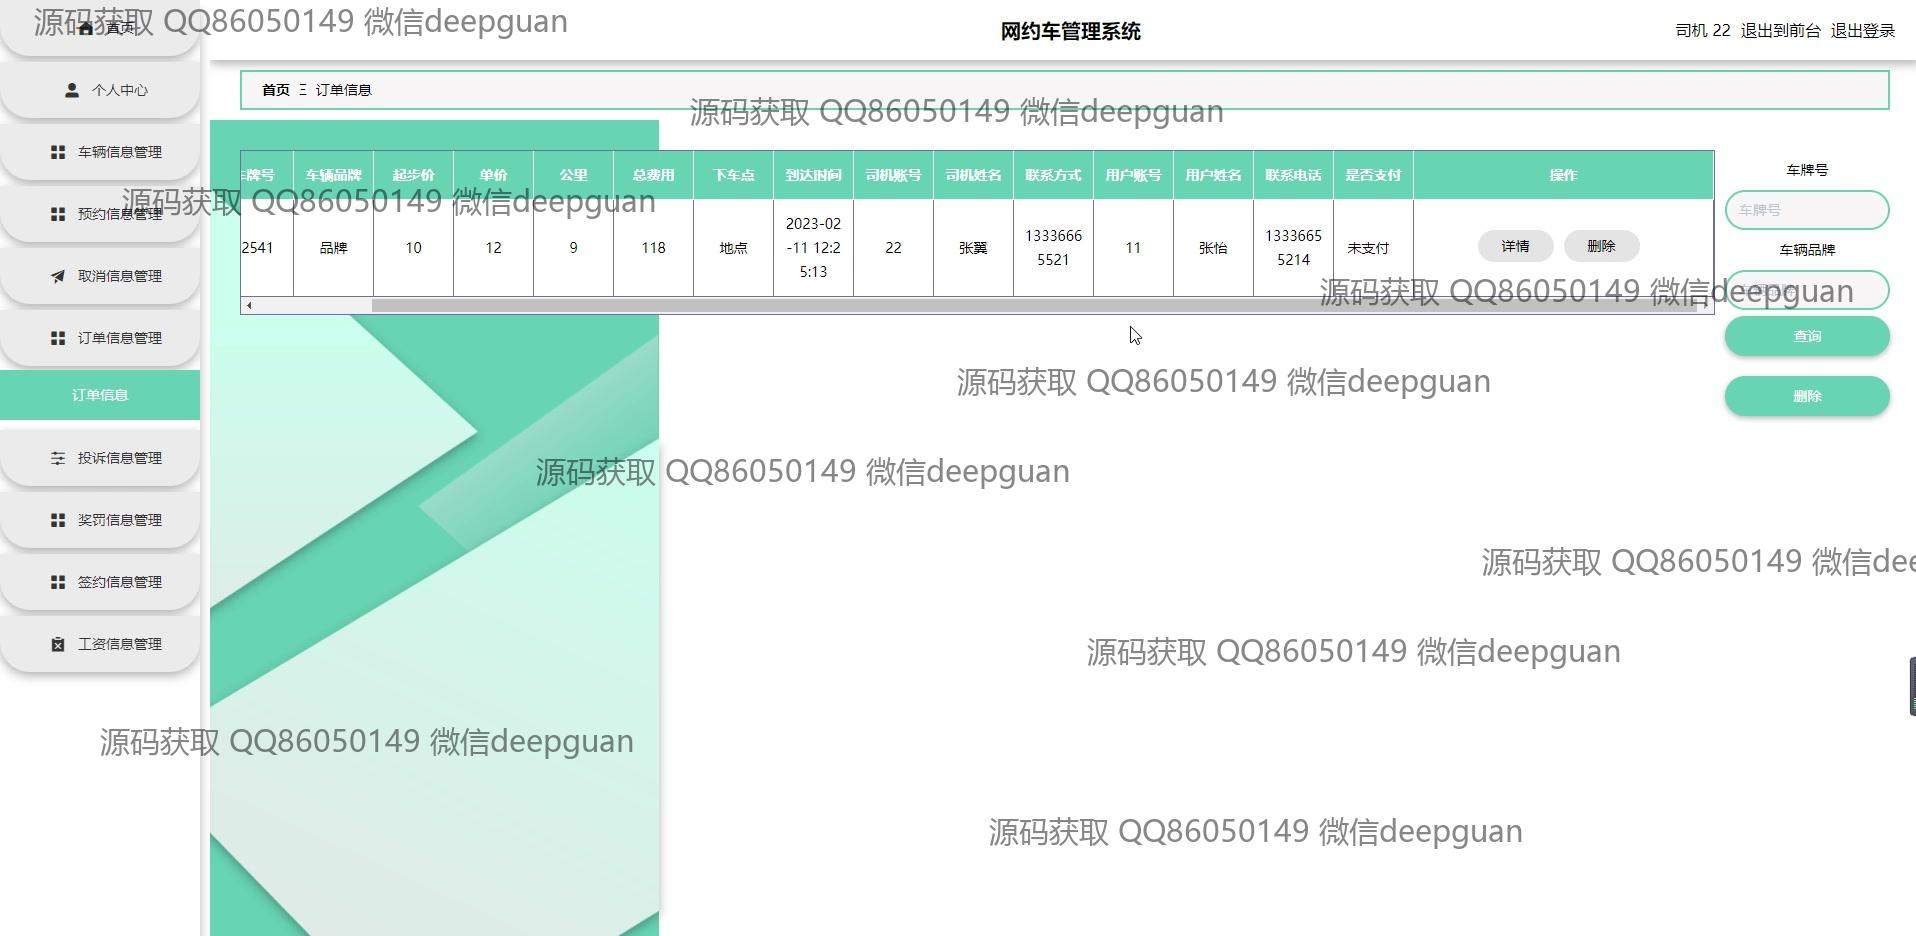 源码获取 QQ86050149 微信deepguan
首页
网约车管理系统
司机 22 退出到前台 退出登录
个人中心
车辆信息管理
预约信息管理
取消信息管理
订单信息管理
订单信息
投诉信息管理
奖罚信息管理
签约信息管理
工资信息管理
首页 Ξ 订单信息
源码获取 QQ86050149 微信deepguan
车牌号 车辆品牌 起步价 单价 公里 总费用 下车点 到达时间 司机账号 司机姓名 联系方式 用户账号 用户姓名 联系电话 是否支付 操作
2541 品牌 10 12 9 118 地点 2023-02-11 12:25:13 22 张翼 13336665521 11 张怡 13336655214 未支付 详情 删除
源码获取 QQ86050149 微信deepguan
车牌号
车牌号
车辆品牌
车辆品牌
源码获取 QQ86050149 微信deepguan
查询
删除
源码获取 QQ86050149 微信deepguan
源码获取 QQ86050149 微信deepguan
源码获取 QQ86050149 微信dee
源码获取 QQ86050149 微信deepguan
源码获取 QQ86050149 微信deepguan
源码获取 QQ86050149 微信deepguan